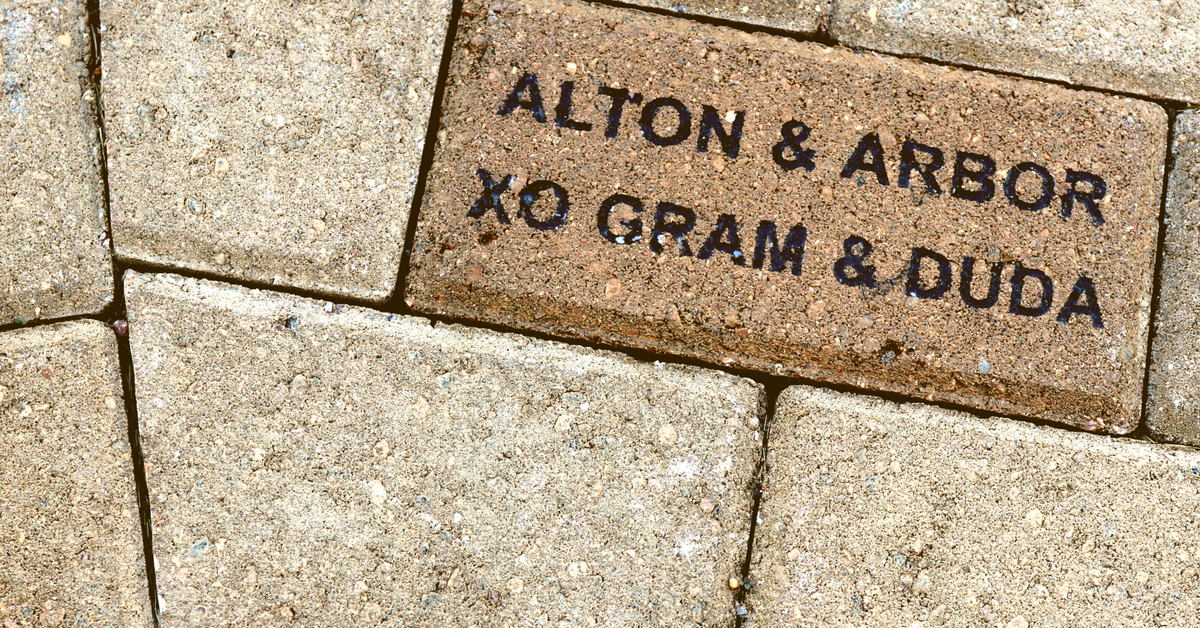 ALTON & ARBOR
XO GRAM & DUDA